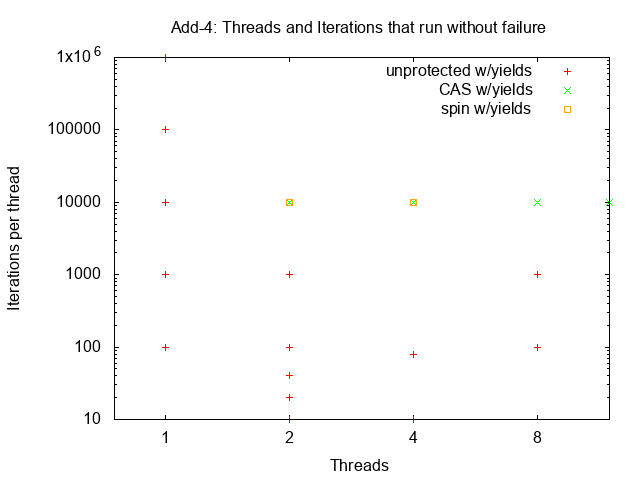 Add-4: Threads and Iterations that run without failure
1x10^6
100000
10000
1000
100
10
Iterations per thread
unprotected w/yields
CAS w/yields
spin w/yields
1 2 4 8
Threads